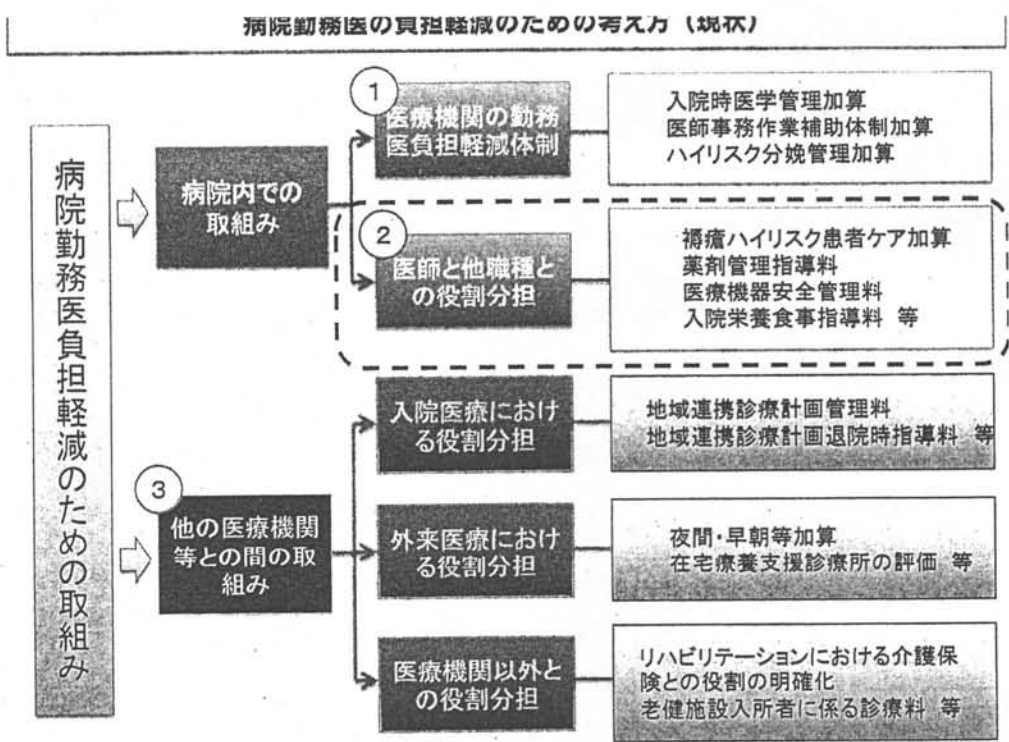 病院勤務医の負担軽減のための考え方(現状)
病院勤務医負担軽減のための取組み
病院内での
取組み
①
医療機関の勤務
医負担軽減体制
入院時医学管理加算
医師事務作業補助体制加算
ハイリスク分娩管理加算
②
医師と他職種と
の役割分担
褥瘡ハイリスク患者ケア加算
薬剤管理指導料
医療機器安全管理料
入院栄養食事指導料 等
③
他の医療機関
等との間の取
組み
入院医療におけ
る役割分担
地域連携診療計画管理料
地域連携診療計画退院時指導料 等
外来医療におけ
る役割分担
夜間・早朝等加算
在宅療養支援診療所の評価 等
医療機関以外と
の役割分担
リハビリテーションにおける介護保
険との役割の明確化
老健施設入所者に係る診療料 等